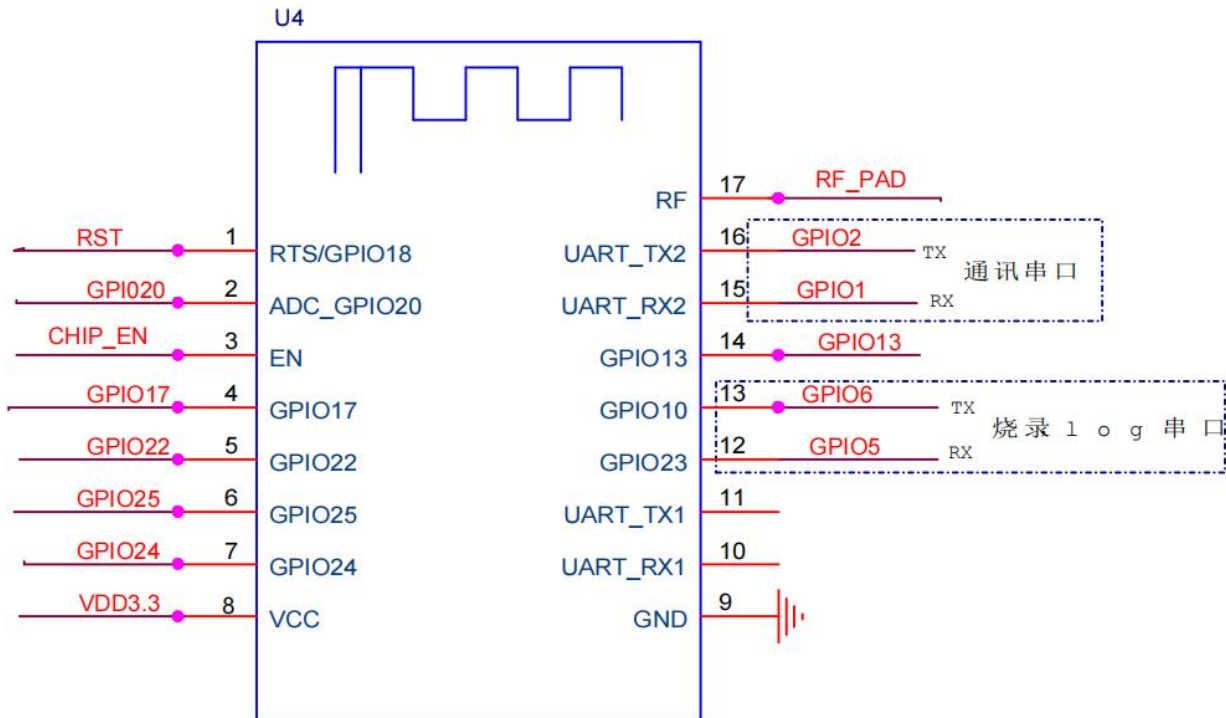 U4
RF 17 RF_PAD
RST 1 RTS/GPIO18 UART_TX2 16 GPIO2 TX
通讯串口
GPI020 2 ADC_GPIO20 UART_RX2 15 GPIO1 RX
CHIP_EN 3 EN GPIO13 14 GPIO13
GPIO17 4 GPIO17 GPIO10 13 GPIO6 TX
烧录log串口
GPIO22 5 GPIO22 GPIO23 12 GPIO5 RX
GPIO25 6 GPIO25 UART_TX1 11
GPIO24 7 GPIO24 UART_RX1 10
VDD3.3 8 VCC GND 9